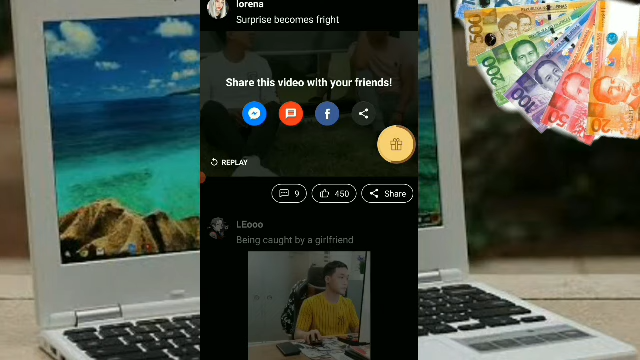 lorena
Surprise becomes fright
Share this video with your friends!
REPLAY
9
450
Share
LEooo
Being caught by a girlfriend